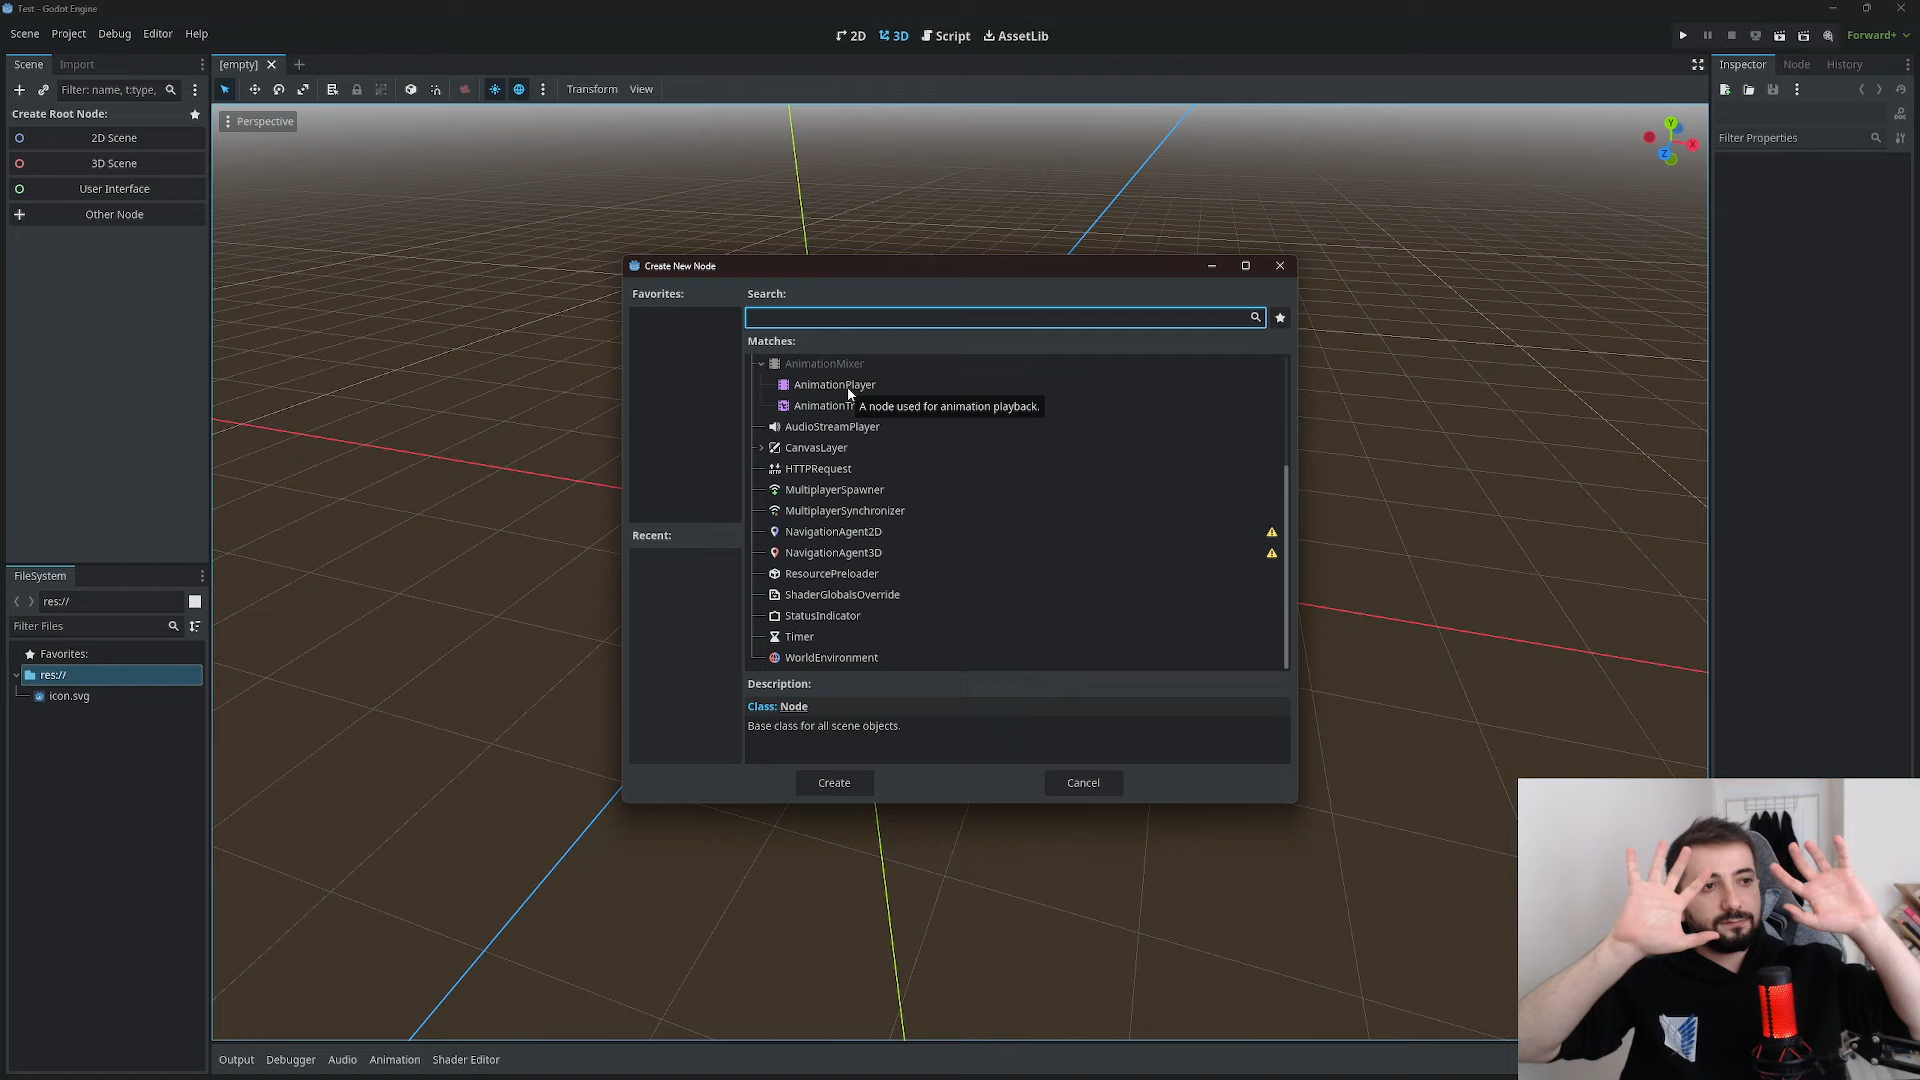 Test - Godot Engine
Scene Project Debug Editor Help
2D 3D Script AssetLib
Forward+
Scene Import
[empty]
Inspector Node History
Filter: name, t:type,
Transform View
Create Root Node:
Perspective
2D Scene
3D Scene
User Interface
Other Node
Filter Properties
Y
X
Z
Create New Node
Favorites:
Search:
Matches:
AnimationMixer
AnimationPlayer
AnimationTr
A node used for animation playback.
AudioStreamPlayer
CanvasLayer
HTTPRequest
MultiplayerSpawner
MultiplayerSynchronizer
NavigationAgent2D
NavigationAgent3D
ResourcePreloader
ShaderGlobalsOverride
StatusIndicator
Timer
WorldEnvironment
Recent:
Description:
Class: Node
Base class for all scene objects.
Create
Cancel
FileSystem
res://
Filter Files
Favorites:
res://
icon.svg
Output Debugger Audio Animation Shader Editor